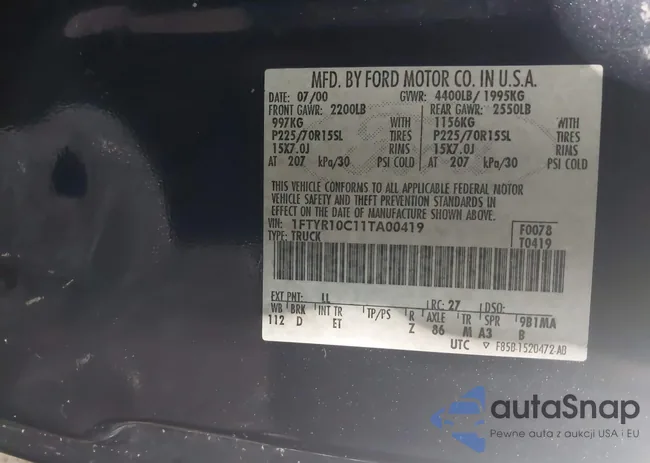 MFD. BY FORD MOTOR CO. IN U.S.A.
DATE: 07/00 GVWR: 4400LB/ 1995KG
FRONT GAWR: 2200LB REAR GAWR: 2550LB
997KG WITH 1156KG WITH
P225/70R15SL TIRES P225/70R15SL TIRES
15X7.0J RIMS 15X7.0J RIMS
AT 207 kPa/30 PSI COLD AT 207 kPa/30 PSI COLD
THIS VEHICLE CONFORMS TO ALL APPLICABLE FEDERAL MOTOR
VEHICLE SAFETY AND THEFT PREVENTION STANDARDS IN
EFFECT ON THE DATE OF MANUFACTURE SHOWN ABOVE.
VIN: 1FTYR10C11TA00419 F0078
TYPE: TRUCK T0419
EXT PNT: LL RC: 27 DSO:
WB BRK INT TR TP/PS R AXLE TR SPR 9B1MA
112 D ET Z 86 M A3 B
UTC ▽ F85B-1520472-AB
autaSnap
Pewne auta z aukcji USA i EU